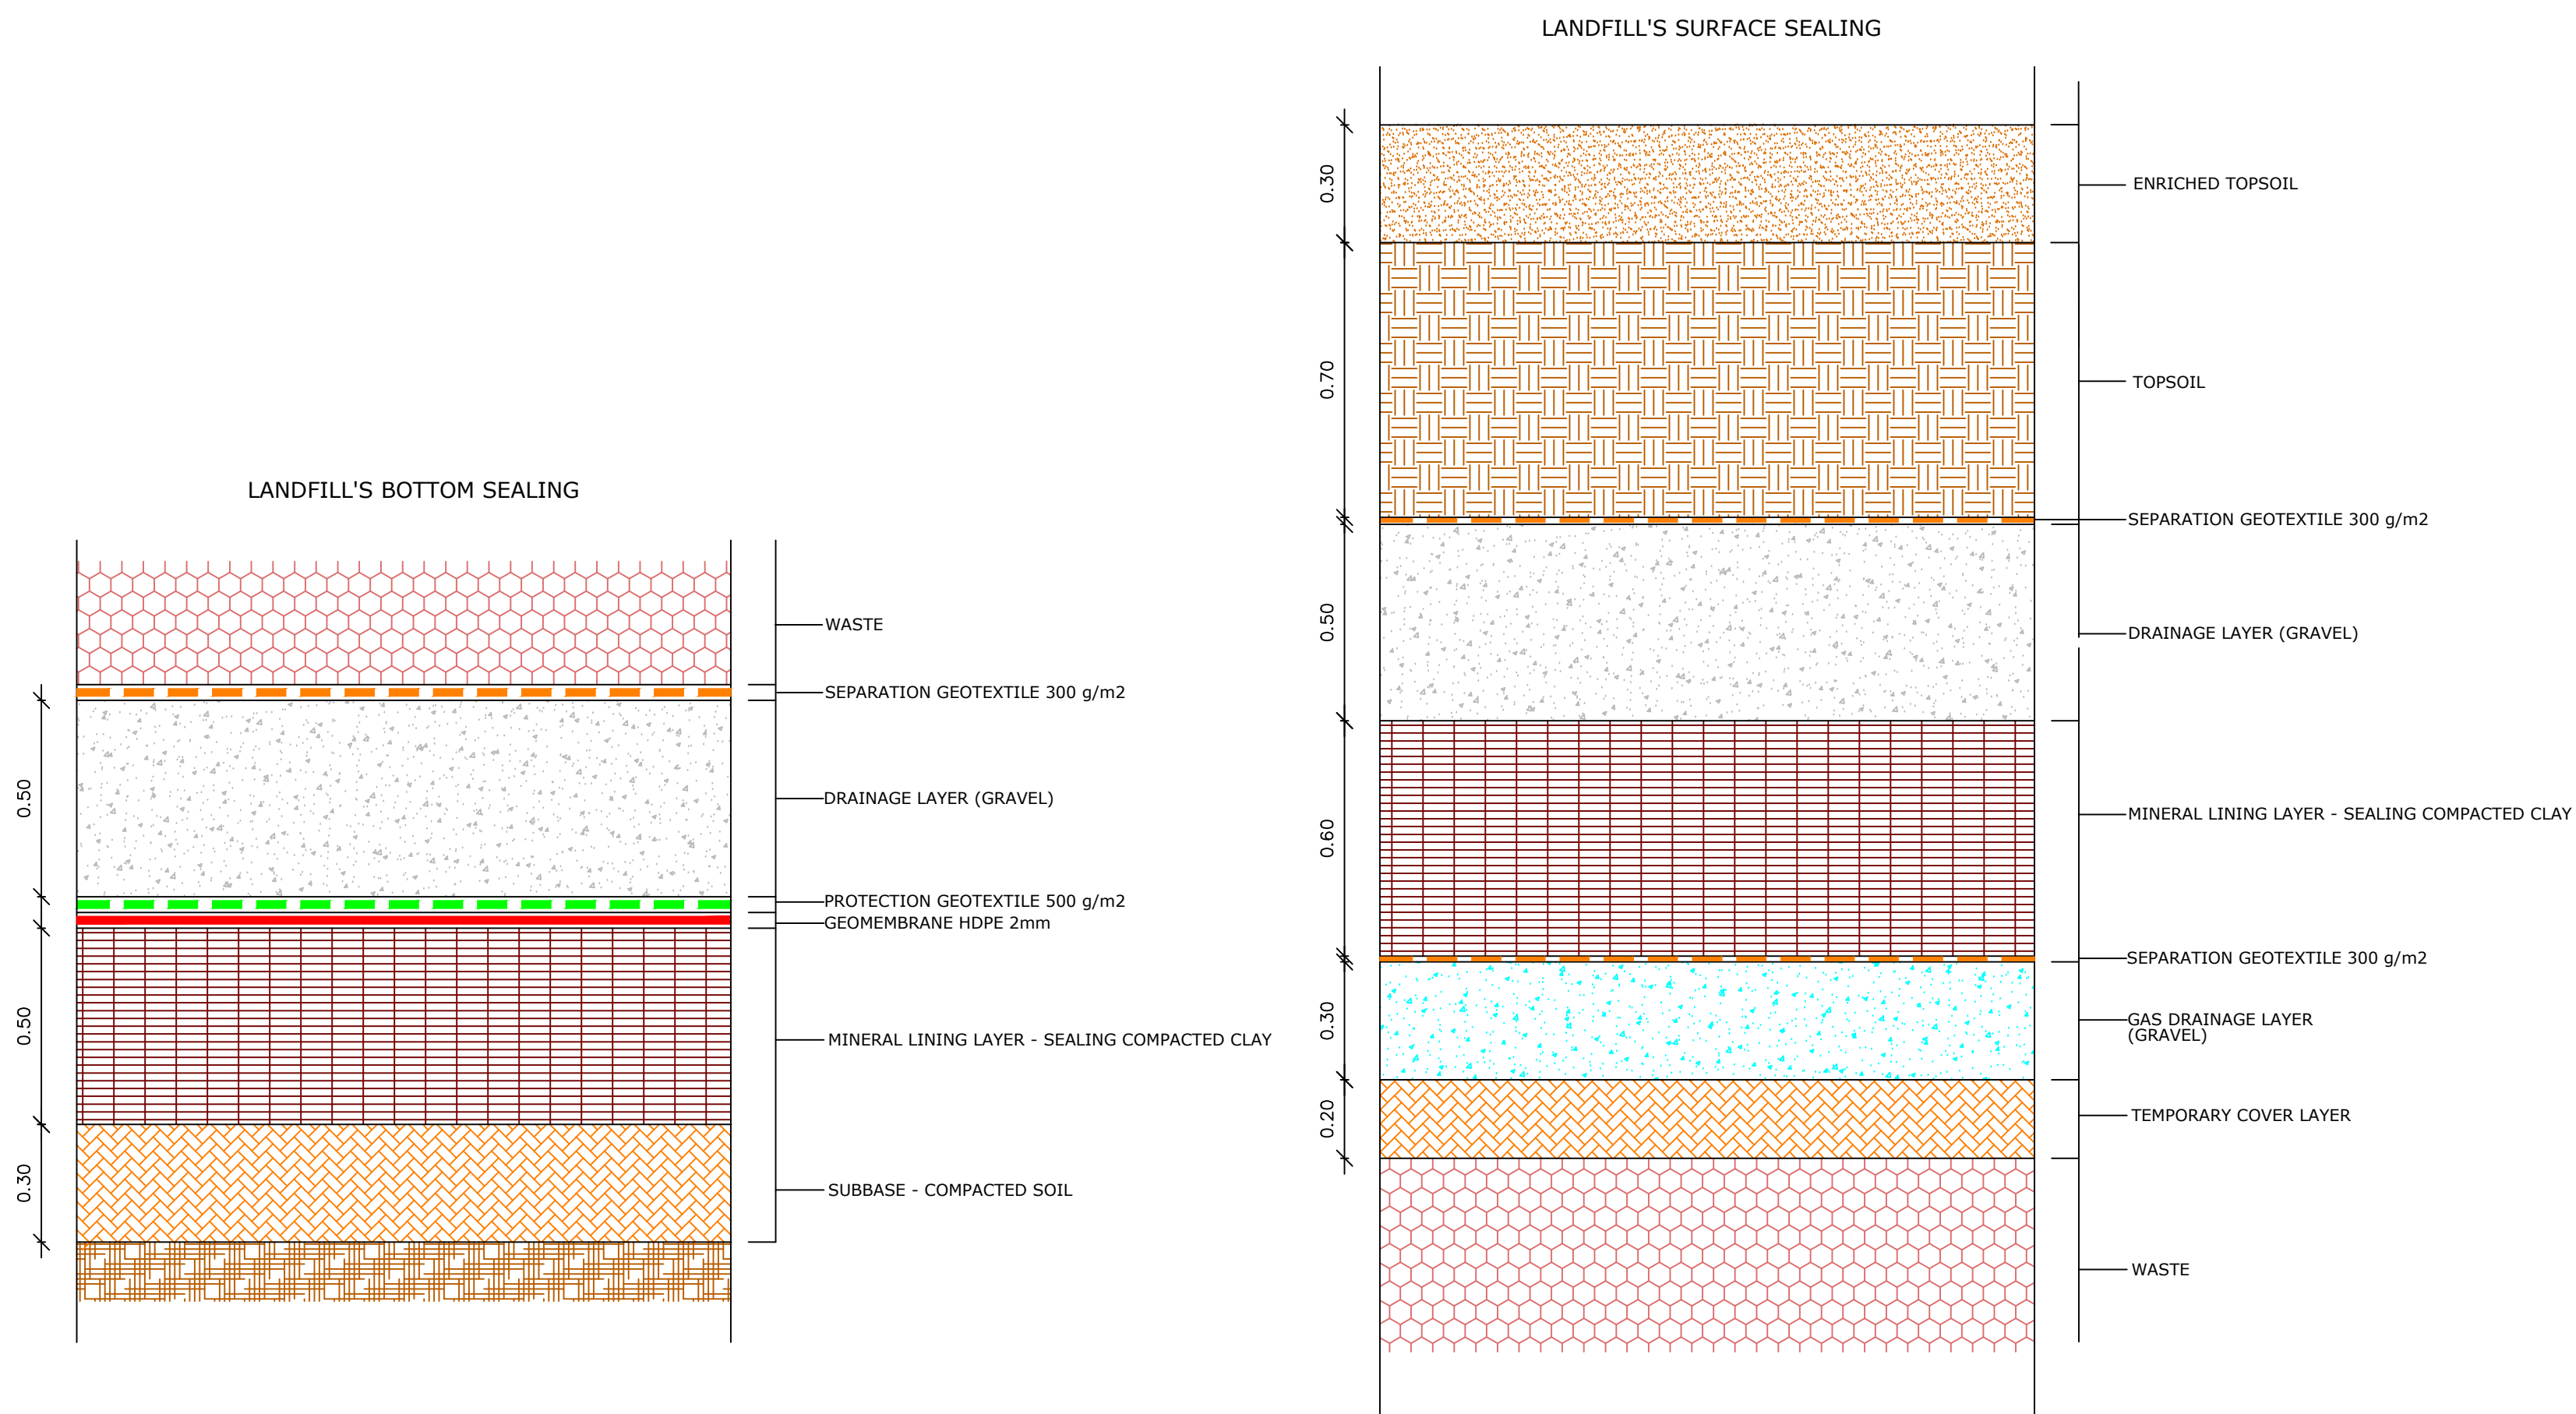 LANDFILL'S BOTTOM SEALING
WASTE
SEPARATION GEOTEXTILE 300 g/m2
0.50
DRAINAGE LAYER (GRAVEL)
PROTECTION GEOTEXTILE 500 g/m2
GEOMEMBRANE HDPE 2mm
0.50
MINERAL LINING LAYER - SEALING COMPACTED CLAY
0.30
SUBBASE - COMPACTED SOIL
LANDFILL'S SURFACE SEALING
0.30
ENRICHED TOPSOIL
0.70
TOPSOIL
SEPARATION GEOTEXTILE 300 g/m2
0.50
DRAINAGE LAYER (GRAVEL)
0.60
MINERAL LINING LAYER - SEALING COMPACTED CLAY
SEPARATION GEOTEXTILE 300 g/m2
0.30
GAS DRAINAGE LAYER
(GRAVEL)
0.20
TEMPORARY COVER LAYER
WASTE